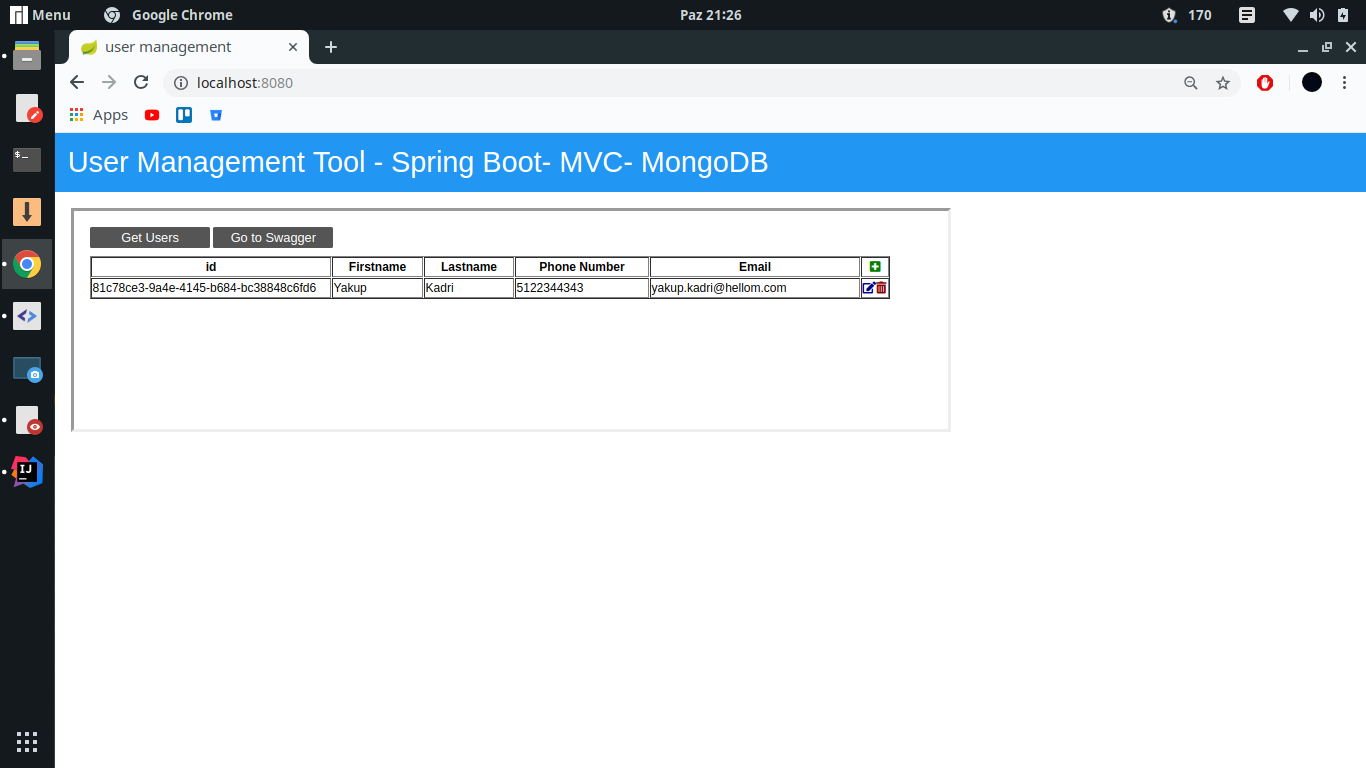 Menu Google Chrome Paz 21:26 170
user management
localhost:8080
Apps
User Management Tool - Spring Boot- MVC- MongoDB
Get Users Go to Swagger
id Firstname Lastname Phone Number Email
81c78ce3-9a4e-4145-b684-bc38848c6fd6 Yakup Kadri 5122344343 yakup.kadri@hellom.com
$_
IJ